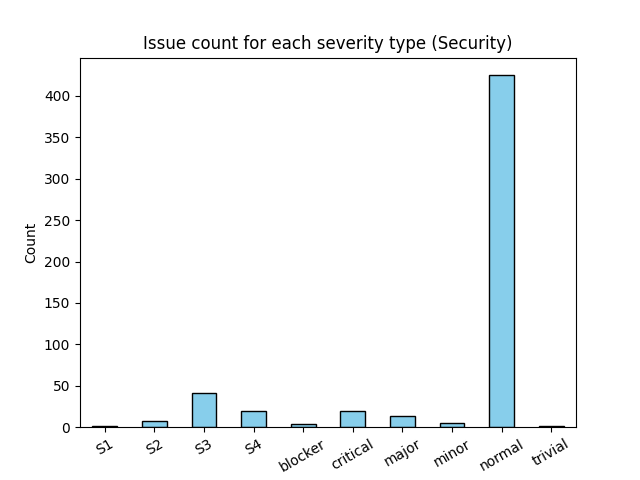 Issue count for each severity type (Security)
Count
400
350
300
250
200
150
100
50
0
S1
S2
S3
S4
blocker
critical
major
minor
normal
trivial